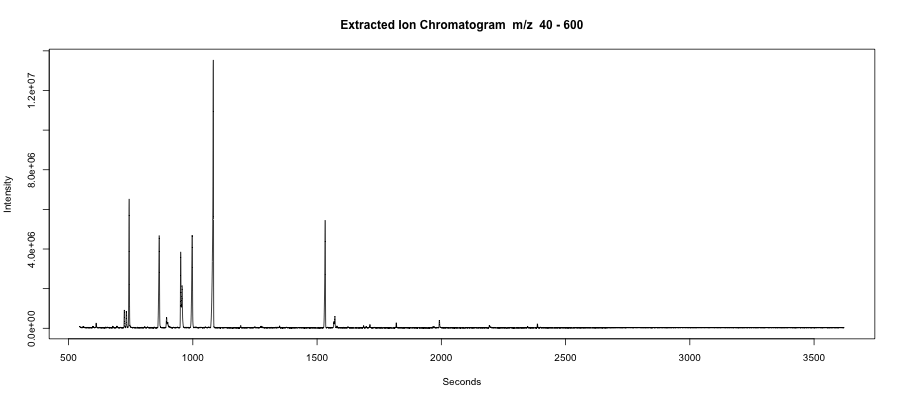 Extracted Ion Chromatogram  m/z  40 - 600
Intensity
1.2e+07
8.0e+06
4.0e+06
0.0e+00
500 1000 1500 2000 2500 3000 3500
Seconds